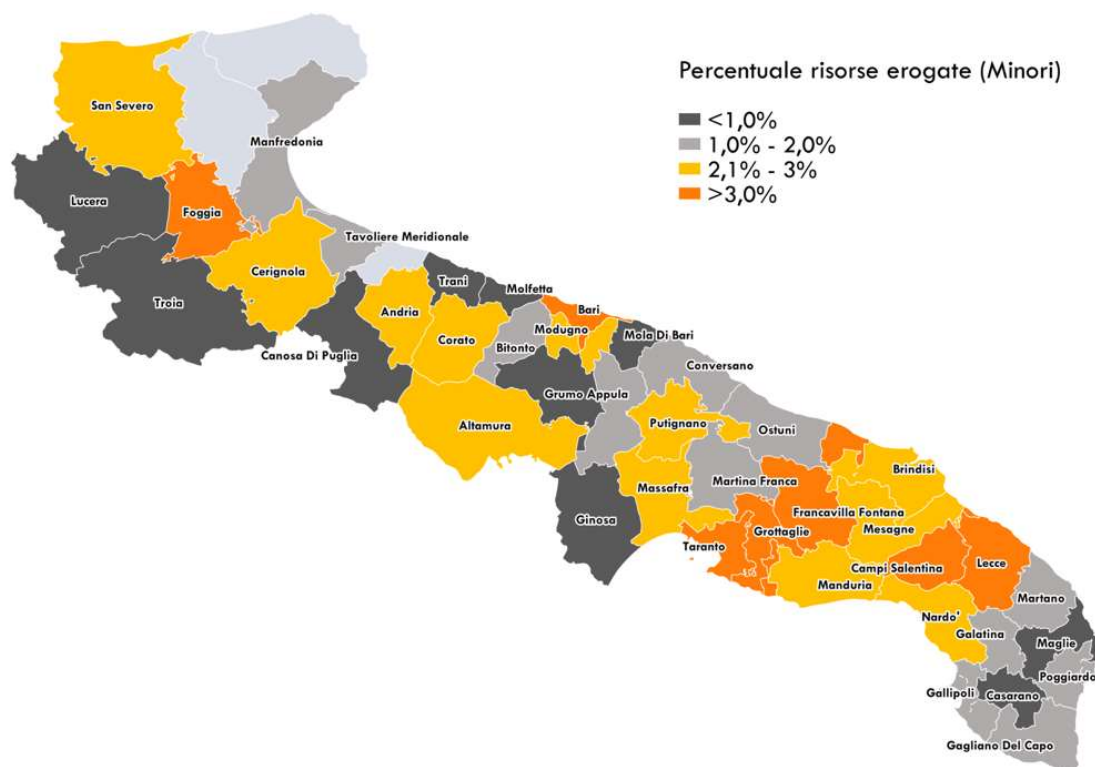 Percentuale risorse erogate (Minori)
<1,0%
1,0% - 2,0%
2,1% - 3%
>3,0%
San Severo
Manfredonia
Lucera
Foggia
Tavoliere Meridionale
Cerignola
Trani
Molfetta
Troia
Andria
Bari
Modugno
Mola Di Bari
Corato
Bitonto
Canosa Di Puglia
Conversano
Grumo Appula
Putignano
Altamura
Ostuni
Brindisi
Martina Franca
Massafra
Francavilla Fontana
Ginosa
Mesagne
Grottaglie
Taranto
Lecce
Campi Salentina
Manduria
Martano
Nardo'
Galatina
Maglie
Poggiardo
Gallipoli
Casarano
Gagliano Del Capo